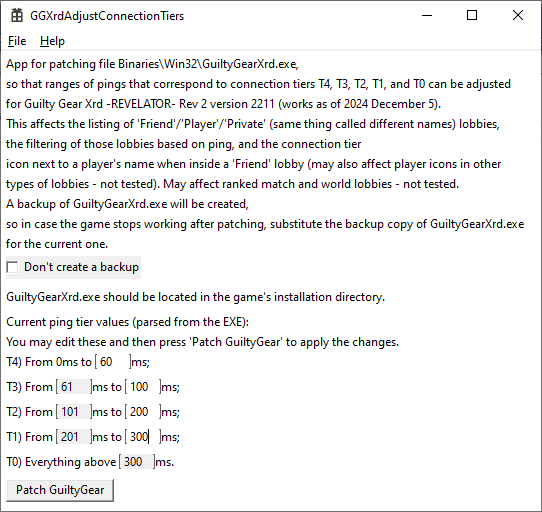 GGXrdAdjustConnectionTiers
File Help
App for patching file Binaries\Win32\GuiltyGearXrd.exe,
so that ranges of pings that correspond to connection tiers T4, T3, T2, T1, and T0 can be adjusted
for Guilty Gear Xrd -REVELATOR- Rev 2 version 2211 (works as of 2024 December 5).
This affects the listing of 'Friend'/'Player'/'Private' (same thing called different names) lobbies,
the filtering of those lobbies based on ping, and the connection tier
icon next to a player's name when inside a 'Friend' lobby (may also affect player icons in other
types of lobbies - not tested). May affect ranked match and world lobbies - not tested.
A backup of GuiltyGearXrd.exe will be created,
so in case the game stops working after patching, substitute the backup copy of GuiltyGearXrd.exe
for the current one.
Don't create a backup
GuiltyGearXrd.exe should be located in the game's installation directory.
Current ping tier values (parsed from the EXE):
You may edit these and then press 'Patch GuiltyGear' to apply the changes.
T4) From 0ms to [ 60 ]ms;
T3) From [ 61 ]ms to [ 100 ]ms;
T2) From [ 101 ]ms to [ 200 ]ms;
T1) From [ 201 ]ms to [ 300 ]ms;
T0) Everything above [ 300 ]ms.
Patch GuiltyGear